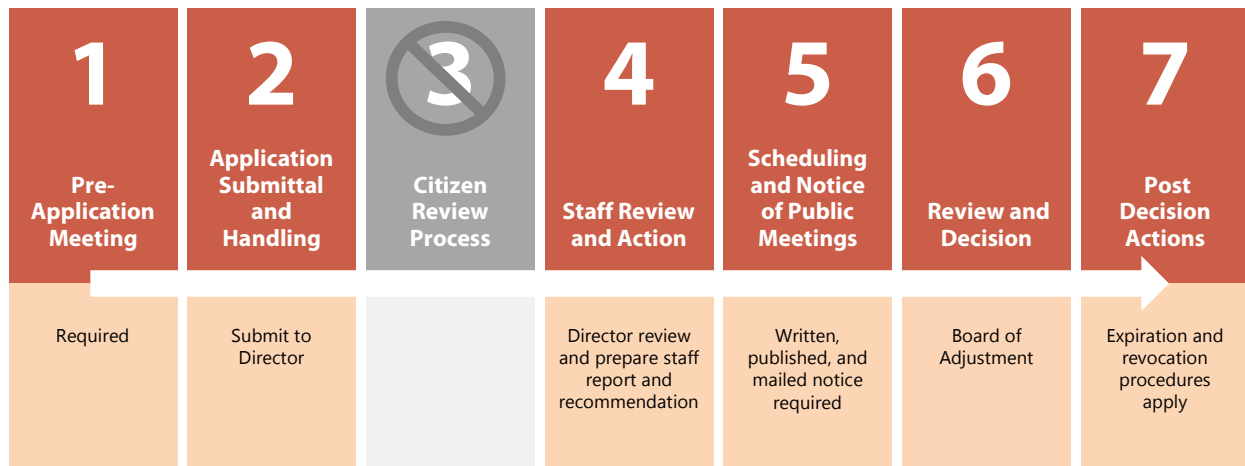 1
Pre-
Application
Meeting
Required
2
Application
Submittal
and
Handling
Submit to
Director
3
Citizen
Review
Process
4
Staff Review
and Action
Director review
and prepare staff
report and
recommendation
5
Scheduling
and Notice
of Public
Meetings
Written,
published, and
mailed notice
required
6
Review and
Decision
Board of
Adjustment
7
Post
Decision
Actions
Expiration and
revocation
procedures
apply